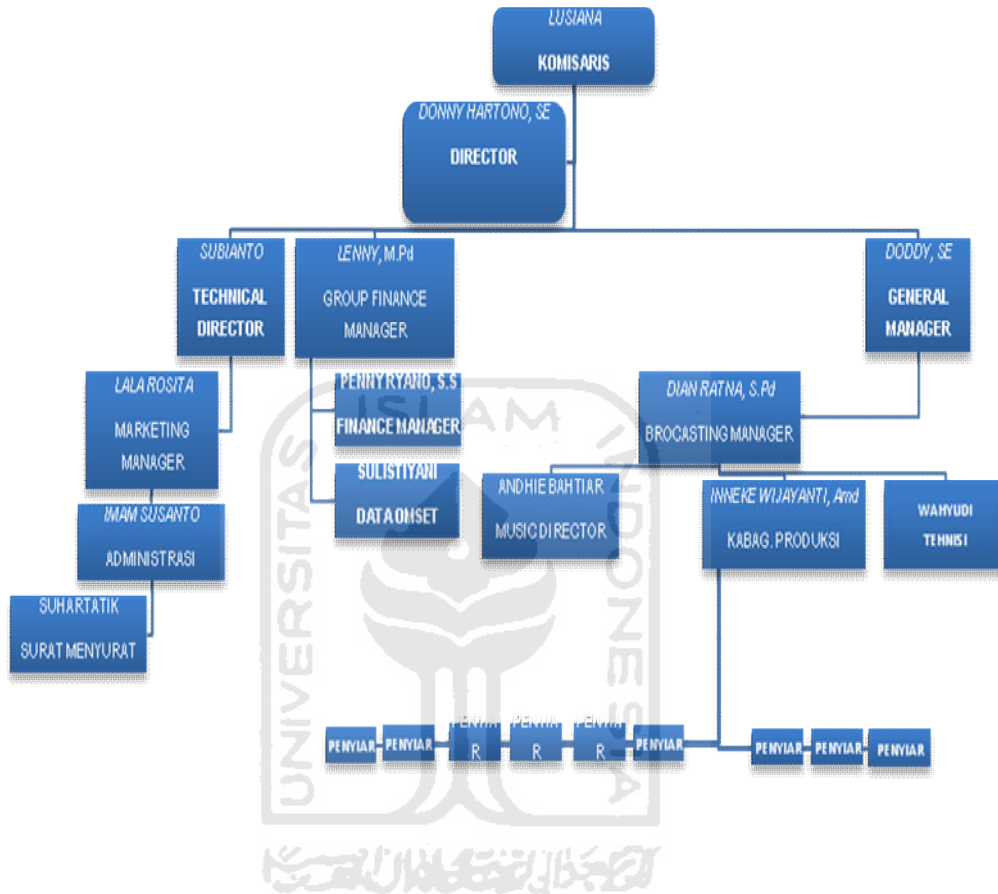 LUSIANA
KOMISARIS
DONNY HARTONO, SE
DIRECTOR
SUBIANTO
TECHNICAL
DIRECTOR
LENNY, M.Pd
GROUP FINANCE
MANAGER
DODDY, SE
GENERAL
MANAGER
LALA ROSITA
MARKETING
MANAGER
PENNY RYANO, S.S
FINANCE MANAGER
DIAN RATNA, S.Pd
BROCASTING MANAGER
SULISTIYANI
DATA OMSET
ANDHIE BAHTIAR
MUSIC DIRECTOR
INNEKE WIJAYANTI, Amd
KABAG. PRODUKSI
WAHYUDI
TEHNISI
IMAM SUSANTO
ADMINISTRASI
SUHARTATIK
SURAT MENYURAT
PENYIAR
PENYIAR
PENYIA
R
PENYIA
R
PENYIA
R
PENYIAR
PENYIAR
PENYIAR
PENYIAR
UNIVERSITAS
ISLAM
INDONESIA